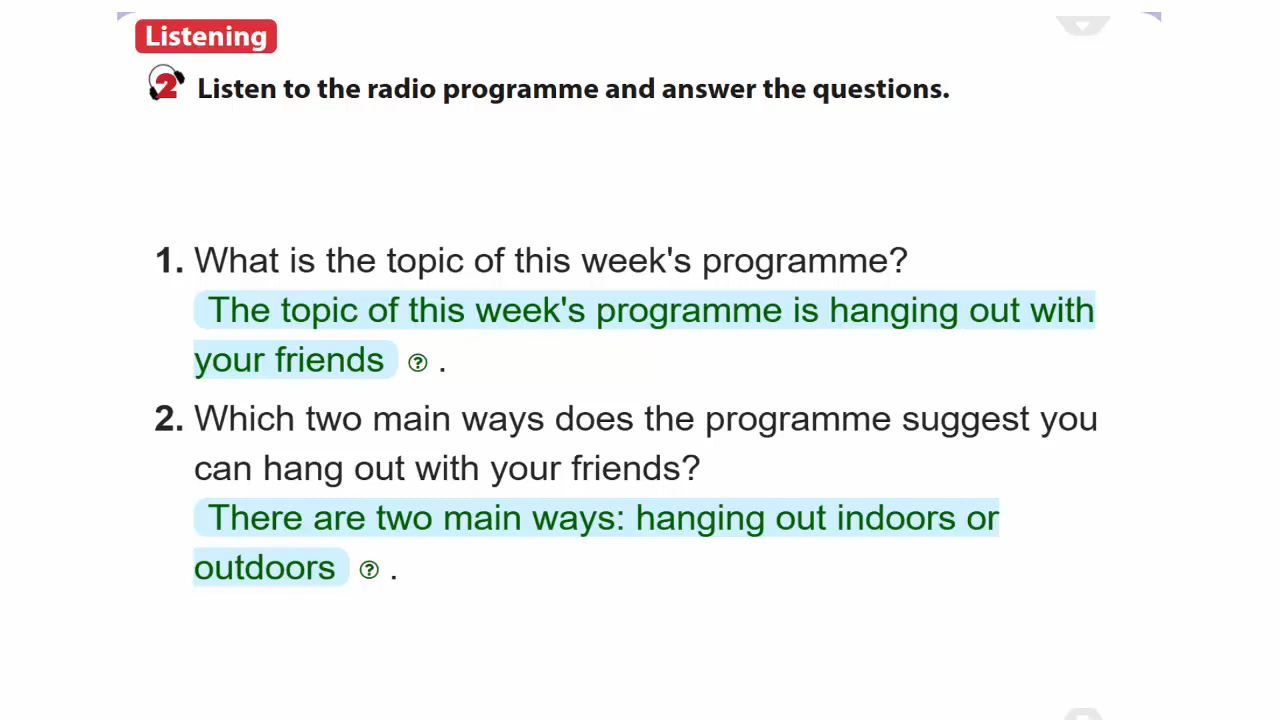 Listening
2 Listen to the radio programme and answer the questions.
1. What is the topic of this week's programme?
The topic of this week's programme is hanging out with
your friends ? .
2. Which two main ways does the programme suggest you
can hang out with your friends?
There are two main ways: hanging out indoors or
outdoors ? .